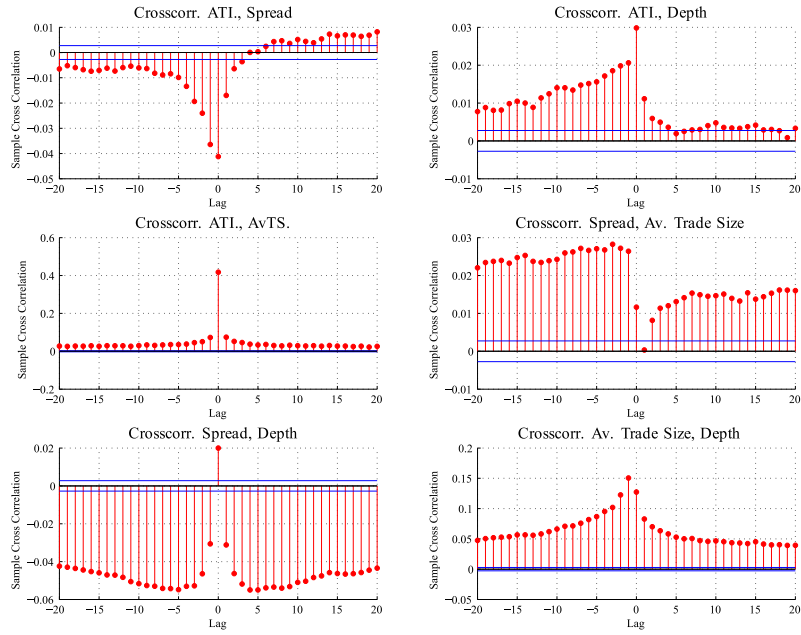 Crosscorr. ATI., Spread
0.01
0
−0.01
−0.02
−0.03
−0.04
−0.05
−20 −15 −10 −5 0 5 10 15 20
Lag
Sample Cross Correlation
Crosscorr. ATI., Depth
0.03
0.02
0.01
0
−0.01
−20 −15 −10 −5 0 5 10 15 20
Lag
Sample Cross Correlation
Crosscorr. ATI., AvTS.
0.6
0.4
0.2
0
−0.2
−20 −15 −10 −5 0 5 10 15 20
Lag
Sample Cross Correlation
Crosscorr. Spread, Av. Trade Size
0.03
0.02
0.01
0
−0.01
−20 −15 −10 −5 0 5 10 15 20
Lag
Sample Cross Correlation
Crosscorr. Spread, Depth
0.02
0
−0.02
−0.04
−0.06
−20 −15 −10 −5 0 5 10 15 20
Lag
Sample Cross Correlation
Crosscorr. Av. Trade Size, Depth
0.2
0.15
0.1
0.05
0
−0.05
−20 −15 −10 −5 0 5 10 15 20
Lag
Sample Cross Correlation